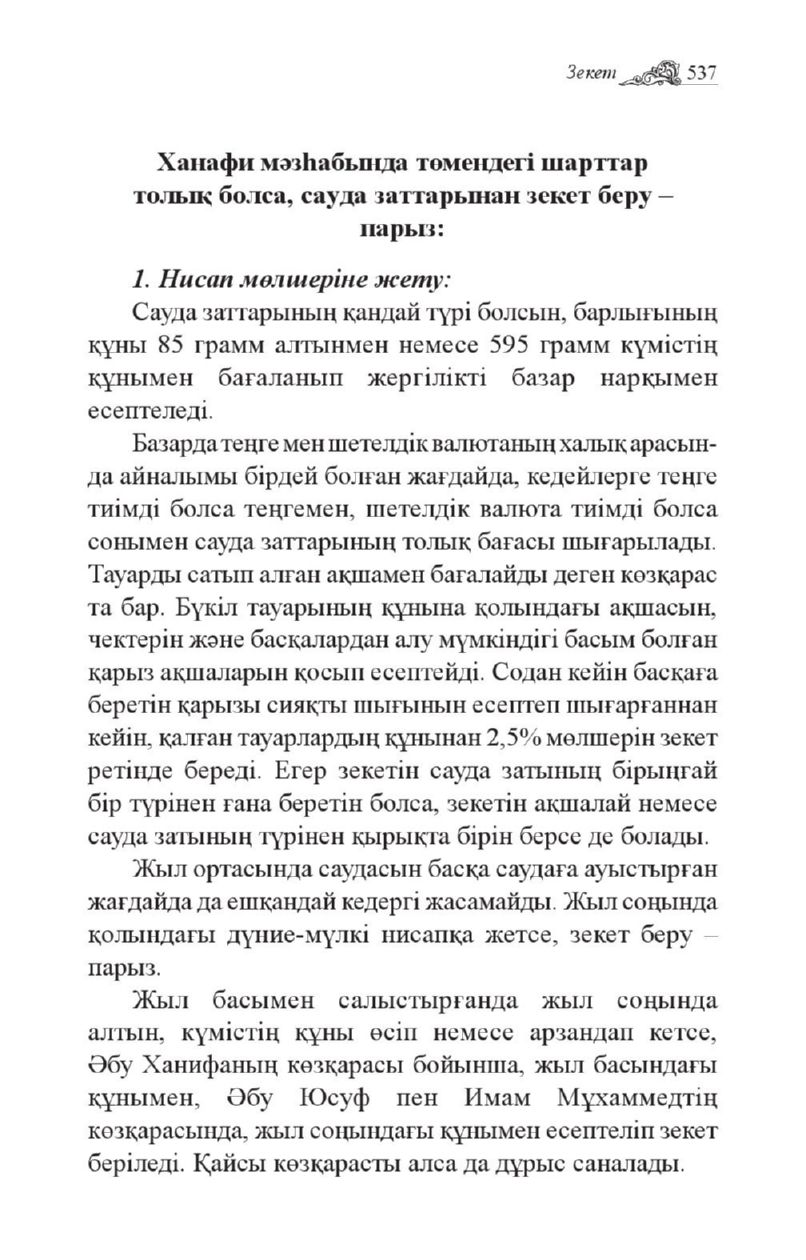 Зекет 537
Ханафи мәзһабында төмендегі шарттар
толық болса, сауда заттарынан зекет беру –
парыз:
1. Нисап мөлшеріне жету:
Сауда заттарының қандай түрі болсын, барлығының
құны 85 грамм алтынмен немесе 595 грамм күмістің
құнымен бағаланып жергілікті базар нарқымен
есептеледі.
Базарда теңге мен шетелдік валютаның халық арасын-
да айналымы бірдей болған жағдайда, кедейлерге теңге
тиімді болса теңгемен, шетелдік валюта тиімді болса
сонымен сауда заттарының толық бағасы шығарылады.
Тауарды сатып алған ақшамен бағалайды деген көзқарас
та бар. Бүкіл тауарының құнына қолындағы ақшасын,
чектерін және басқалардан алу мүмкіндігі басым болған
қарыз ақшаларын қосып есептейді. Содан кейін басқаға
беретін қарызы сияқты шығынын есептеп шығарғаннан
кейін, қалған тауарлардың құнынан 2,5% мөлшерін зекет
ретінде береді. Егер зекетін сауда затының бірыңғай
бір түрінен ғана беретін болса, зекетін ақшалай немесе
сауда затының түрінен қырықта бірін берсе де болады.
Жыл ортасында саудасын басқа саудаға ауыстырған
жағдайда да ешқандай кедергі жасамайды. Жыл соңында
қолындағы дүние-мүлкі нисапқа жетсе, зекет беру –
парыз.
Жыл басымен салыстырғанда жыл соңында
алтын, күмістің құны өсіп немесе арзандап кетсе,
Әбу Ханифаның көзқарасы бойынша, жыл басындағы
құнымен, Әбу Юсуф пен Имам Мұхаммедтің
көзқарасында, жыл соңындағы құнымен есептеліп зекет
беріледі. Қайсы көзқарасты алса да дұрыс саналады.